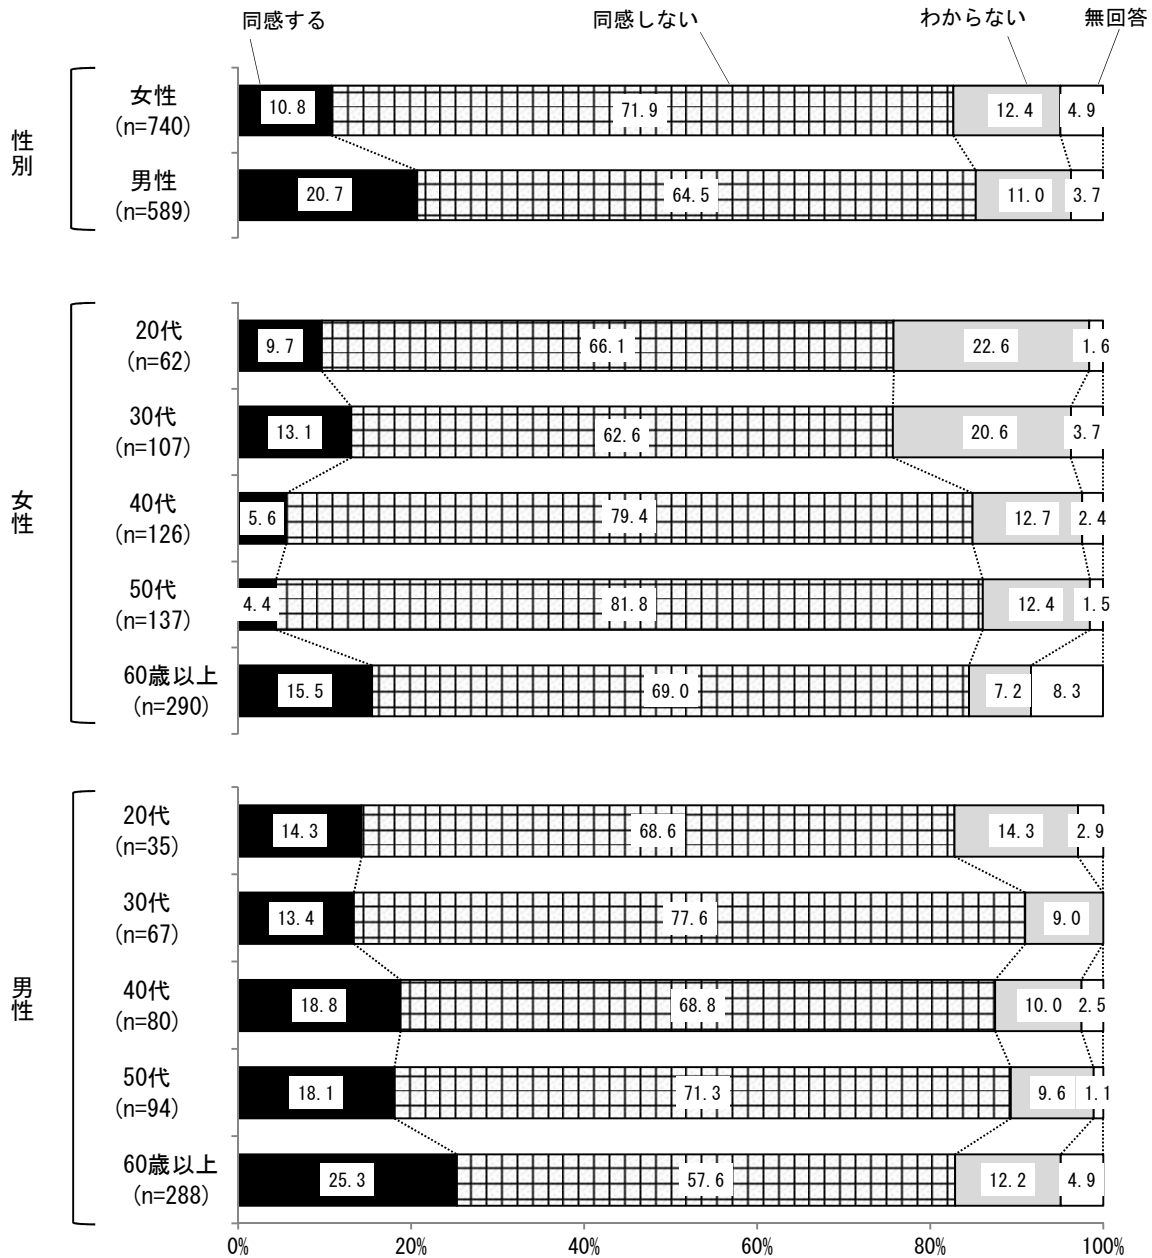 同感する 同感しない わからない 無回答
性別
女性
(n=740)
10.8 71.9 12.4 4.9
男性
(n=589)
20.7 64.5 11.0 3.7
女性
20代
(n=62)
9.7 66.1 22.6 1.6
30代
(n=107)
13.1 62.6 20.6 3.7
40代
(n=126)
5.6 79.4 12.7 2.4
50代
(n=137)
4.4 81.8 12.4 1.5
60歳以上
(n=290)
15.5 69.0 7.2 8.3
男性
20代
(n=35)
14.3 68.6 14.3 2.9
30代
(n=67)
13.4 77.6 9.0
40代
(n=80)
18.8 68.8 10.0 2.5
50代
(n=94)
18.1 71.3 9.6 1.1
60歳以上
(n=288)
25.3 57.6 12.2 4.9
0% 20% 40% 60% 80% 100%